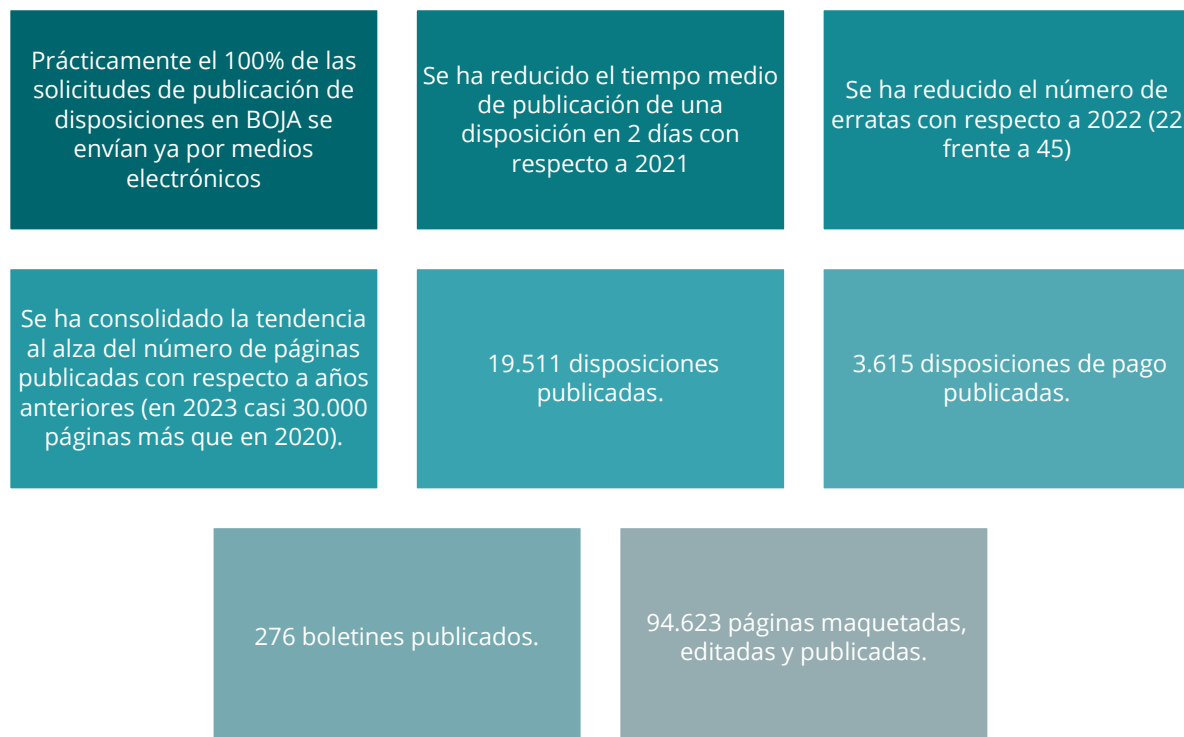 Prácticamente el 100% de las
solicitudes de publicación de
disposiciones en BOJA se
envían ya por medios
electrónicos
Se ha reducido el tiempo medio
de publicación de una
disposición en 2 días con
respecto a 2021
Se ha reducido el número de
erratas con respecto a 2022 (22
frente a 45)
Se ha consolidado la tendencia
al alza del número de páginas
publicadas con respecto a años
anteriores (en 2023 casi 30.000
páginas más que en 2020).
19.511 disposiciones
publicadas.
3.615 disposiciones de pago
publicadas.
276 boletines publicados.
94.623 páginas maquetadas,
editadas y publicadas.